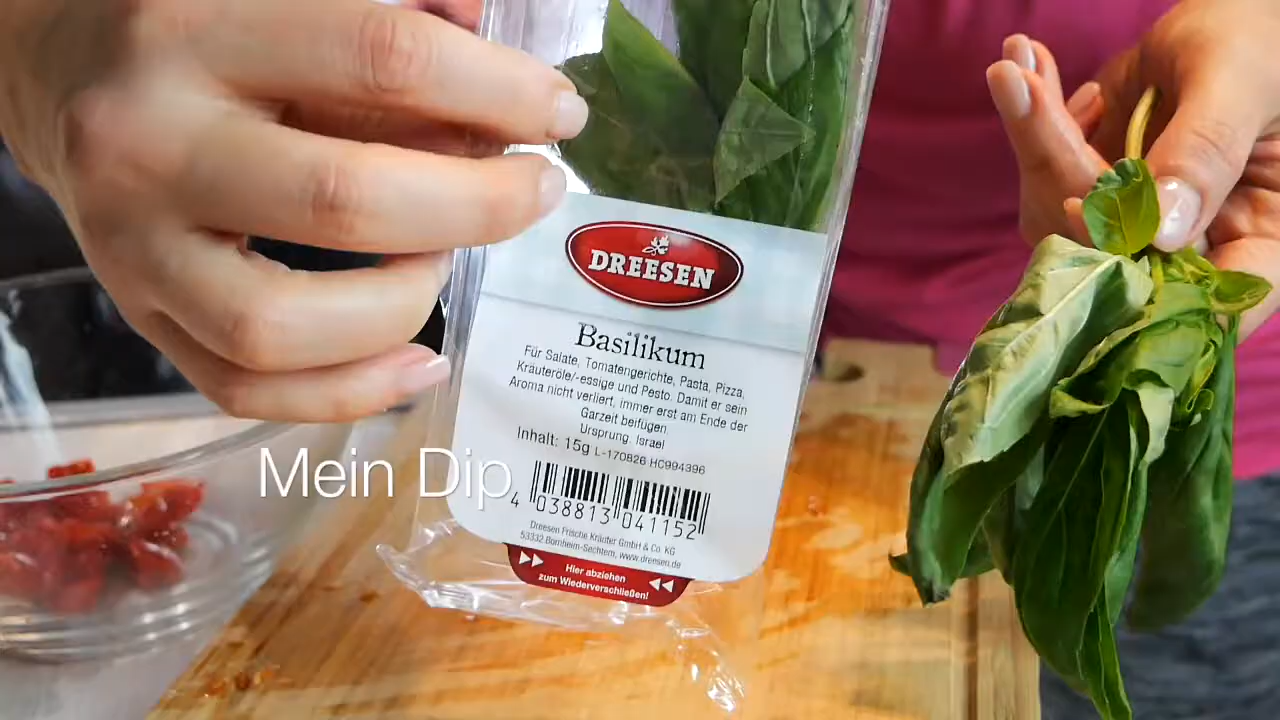 DREESEN
Basilikum
Für Salate, Tomatengerichte, Pasta, Pizza,
Kräuteröle/-essige und Pesto. Damit er sein
Aroma nicht verliert, immer erst am Ende der
Garzeit beifügen.
Ursprung. Israel
Inhalt: 15g L-170826 HC994396
4 038813 041152
Dreesen Frische Kräuter GmbH & Co. KG
53332 Bornheim-Sechtem, www.dreesen.de
Hier abziehen
zum Wiederverschließen!
Mein Dip